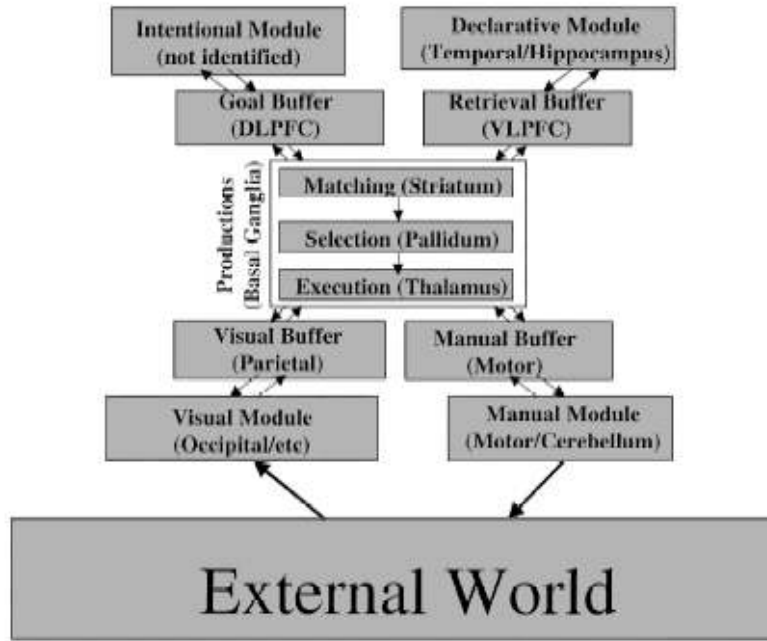 Intentional Module
(not identified)
Declarative Module
(Temporal/Hippocampus)
Goal Buffer
(DLPFC)
Retrieval Buffer
(VLPFC)
Productions
(Basal Ganglia)
Matching (Striatum)
Selection (Pallidum)
Execution (Thalamus)
Visual Buffer
(Parietal)
Manual Buffer
(Motor)
Visual Module
(Occipital/etc)
Manual Module
(Motor/Cerebellum)
External World